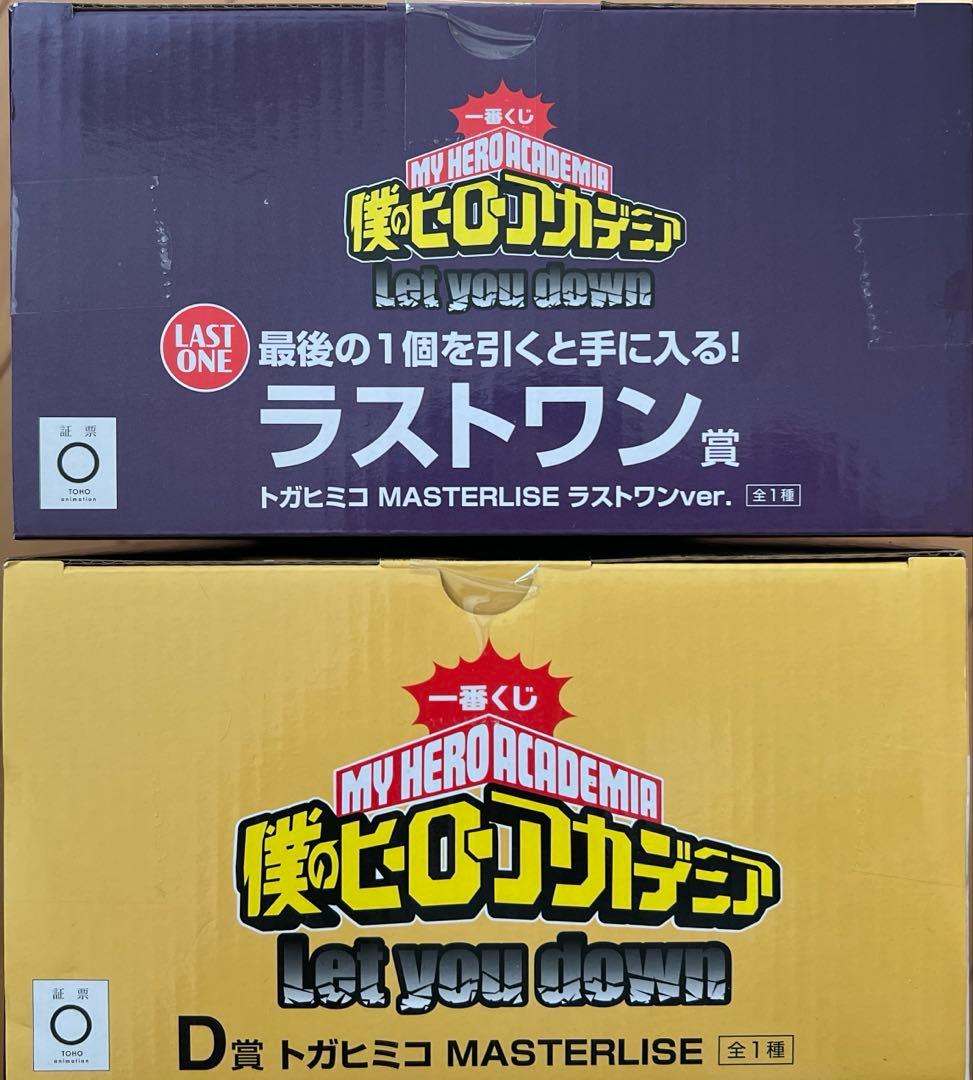 一番くじ
MY HERO ACADEMIA
僕のヒーローアカデミア
Let you down
LAST ONE
最後の1個を引くと手に入る!
ラストワン賞
トガヒミコ MASTERLISE ラストワンver. 全1種
証 票
TOHO
animation
一番くじ
MY HERO ACADEMIA
僕のヒーローアカデミア
Let you down
D賞 トガヒミコ MASTERLISE 全1種
証 票
TOHO
animation